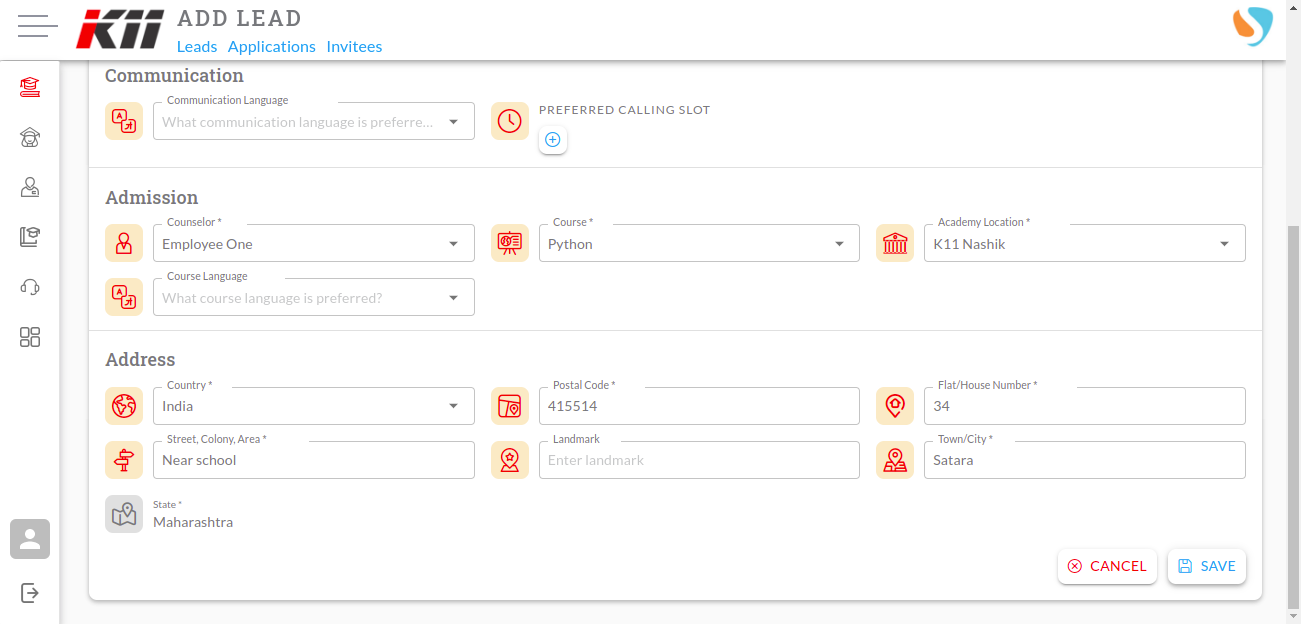 K11
ADD LEAD
Leads Applications Invitees
Communication
Communication Language
What communication language is preferre...
PREFERRED CALLING SLOT
Admission
Counselor *
Employee One
Course *
Python
Academy Location *
K11 Nashik
Course Language
What course language is preferred?
Address
Country *
India
Postal Code *
415514
Flat/House Number *
34
Street, Colony, Area *
Near school
Landmark
Enter landmark
Town/City *
Satara
State *
Maharashtra
CANCEL
SAVE